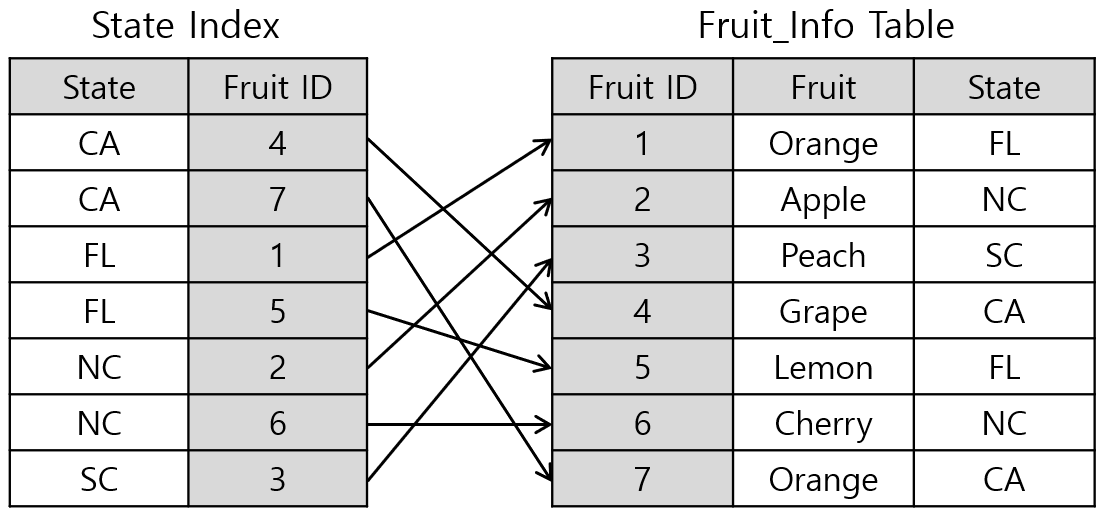 State Index
State Fruit ID
CA 4
CA 7
FL 1
FL 5
NC 2
NC 6
SC 3
Fruit_Info Table
Fruit ID Fruit State
1 Orange FL
2 Apple NC
3 Peach SC
4 Grape CA
5 Lemon FL
6 Cherry NC
7 Orange CA